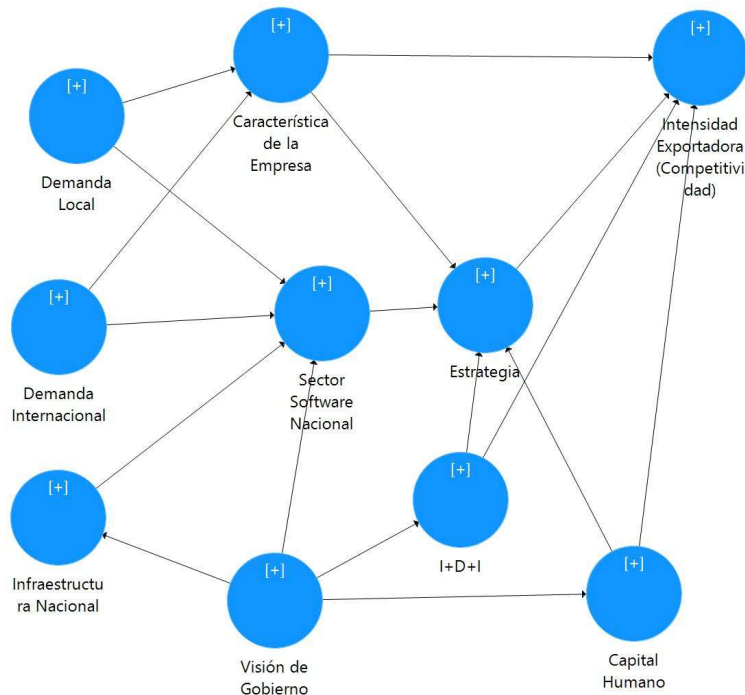 [+]
Característica
de la
Empresa
[+]
Intensidad
Exportadora
(Competitivi
dad)
[+]
Demanda
Local
[+]
Demanda
Internacional
[+]
Sector
Software
Nacional
[+]
Estrategia
[+]
Infraestructu
ra Nacional
[+]
I+D+I
[+]
Visión de
Gobierno
[+]
Capital
Humano